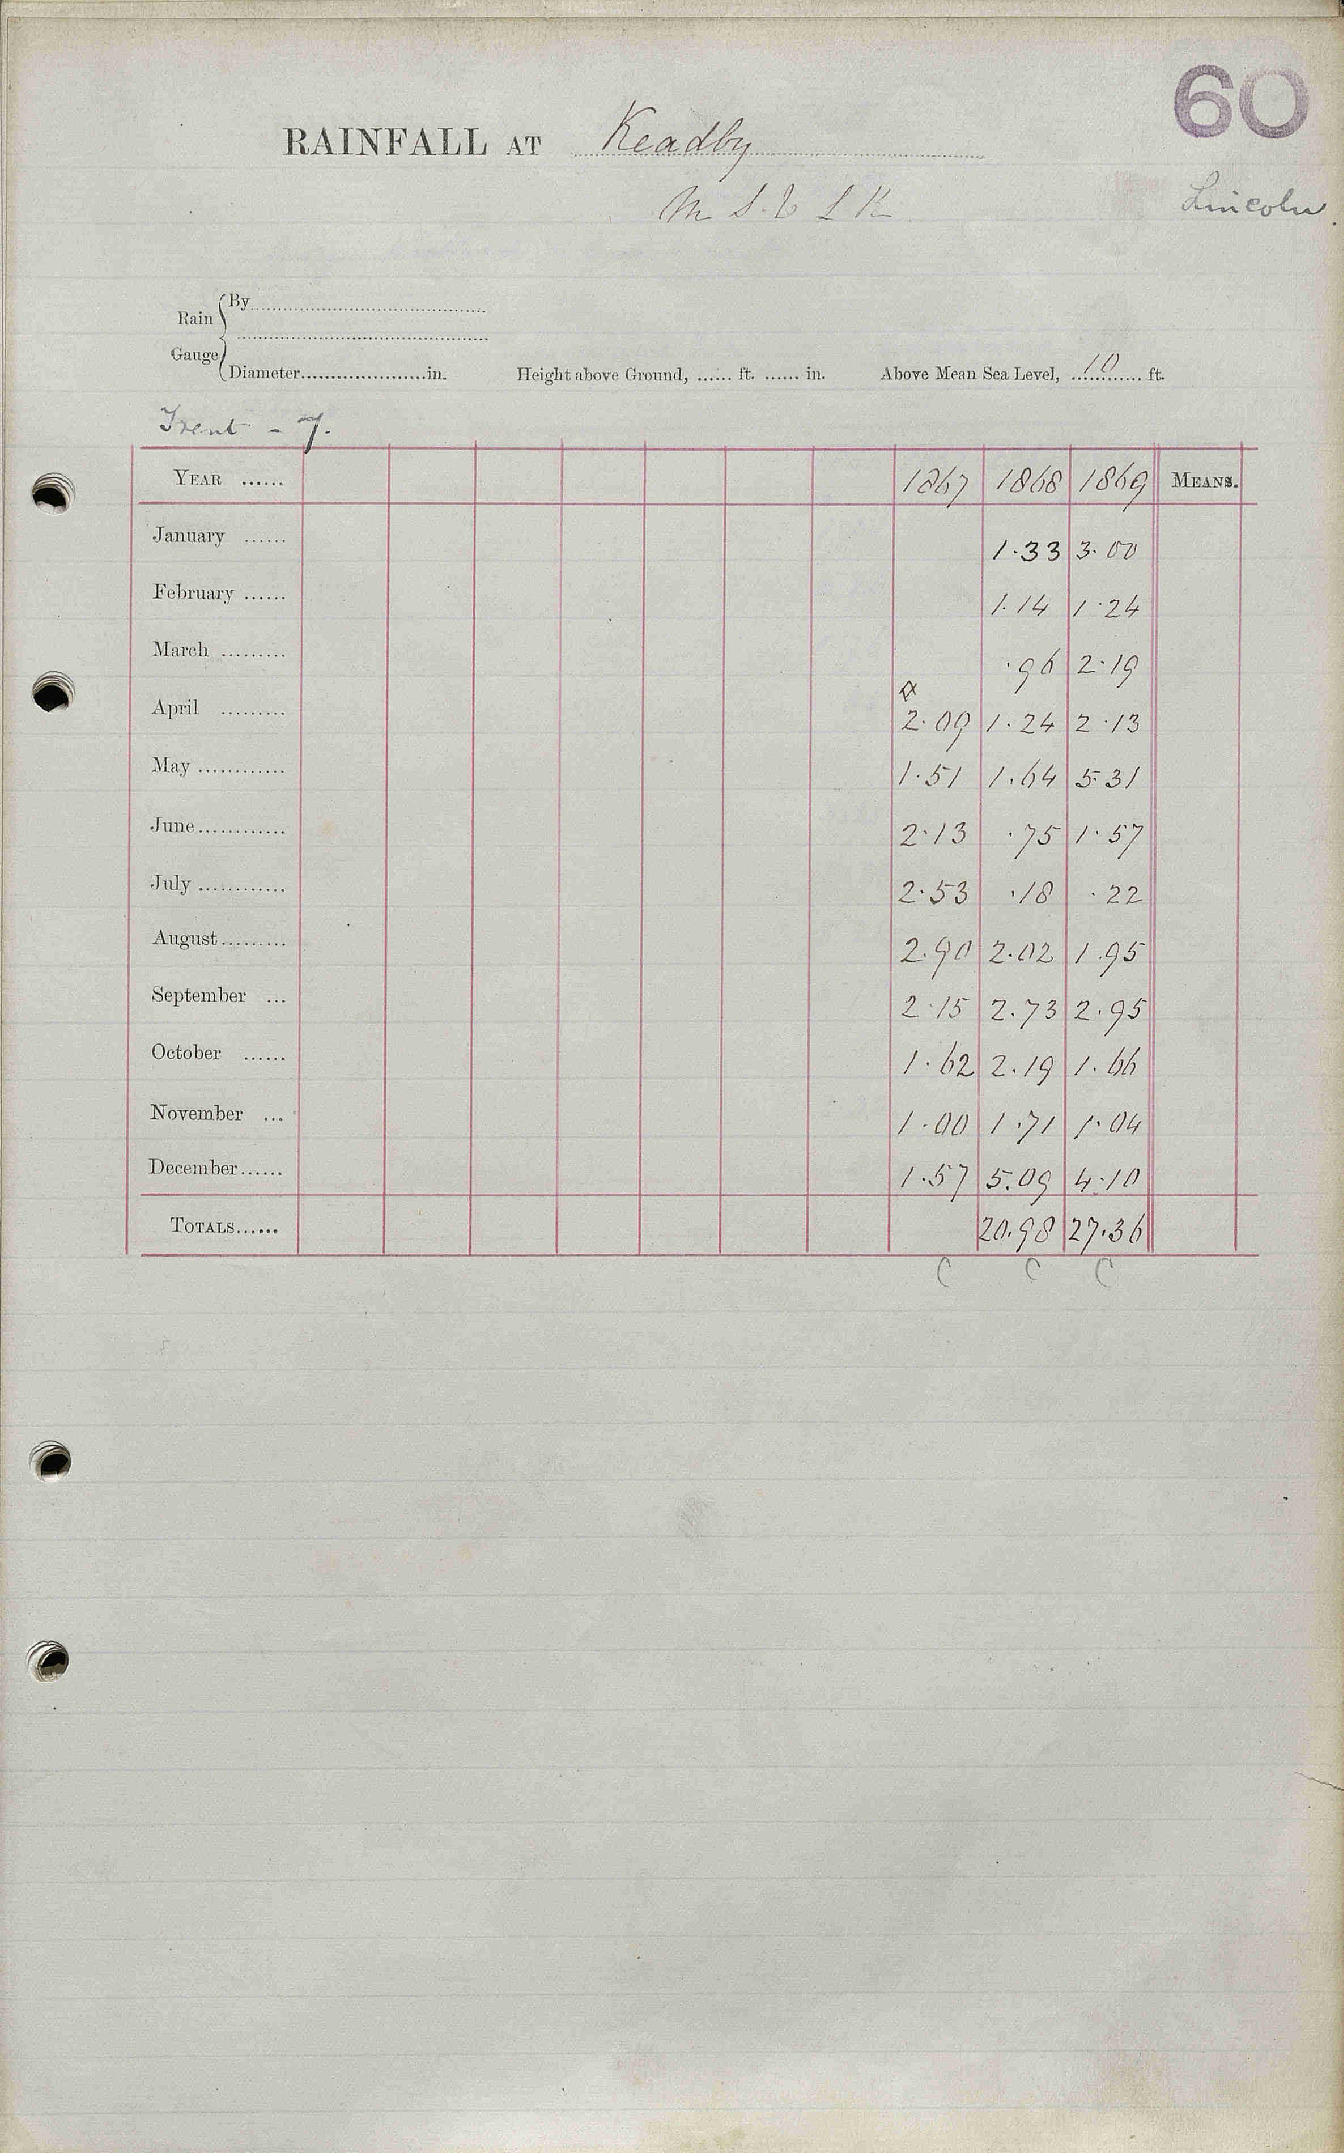 60
RAINFALL AT Keadby
M S. & L R
Lincoln.
Rain Gauge
By
Diameter in.
Height above Ground, ...... ft. ...... in.
Above Mean Sea Level, 10 ft.
Trent - 7.
YEAR ...... 1867 1868 1869 MEANS.
January ...... 1.33 3.00
February ...... 1.14 1.24
March ......... .96 2.19
April ......... 2.09 1.24 2.13
May ............ 1.51 1.64 5.31
June ............ 2.13 .75 1.57
July ............ 2.53 .18 .22
August ......... 2.90 2.02 1.95
September ... 2.15 2.73 2.95
October ...... 1.62 2.19 1.66
November ... 1.00 1.71 1.04
December ...... 1.57 5.09 4.10
TOTALS ...... 20.98 27.36
C C C